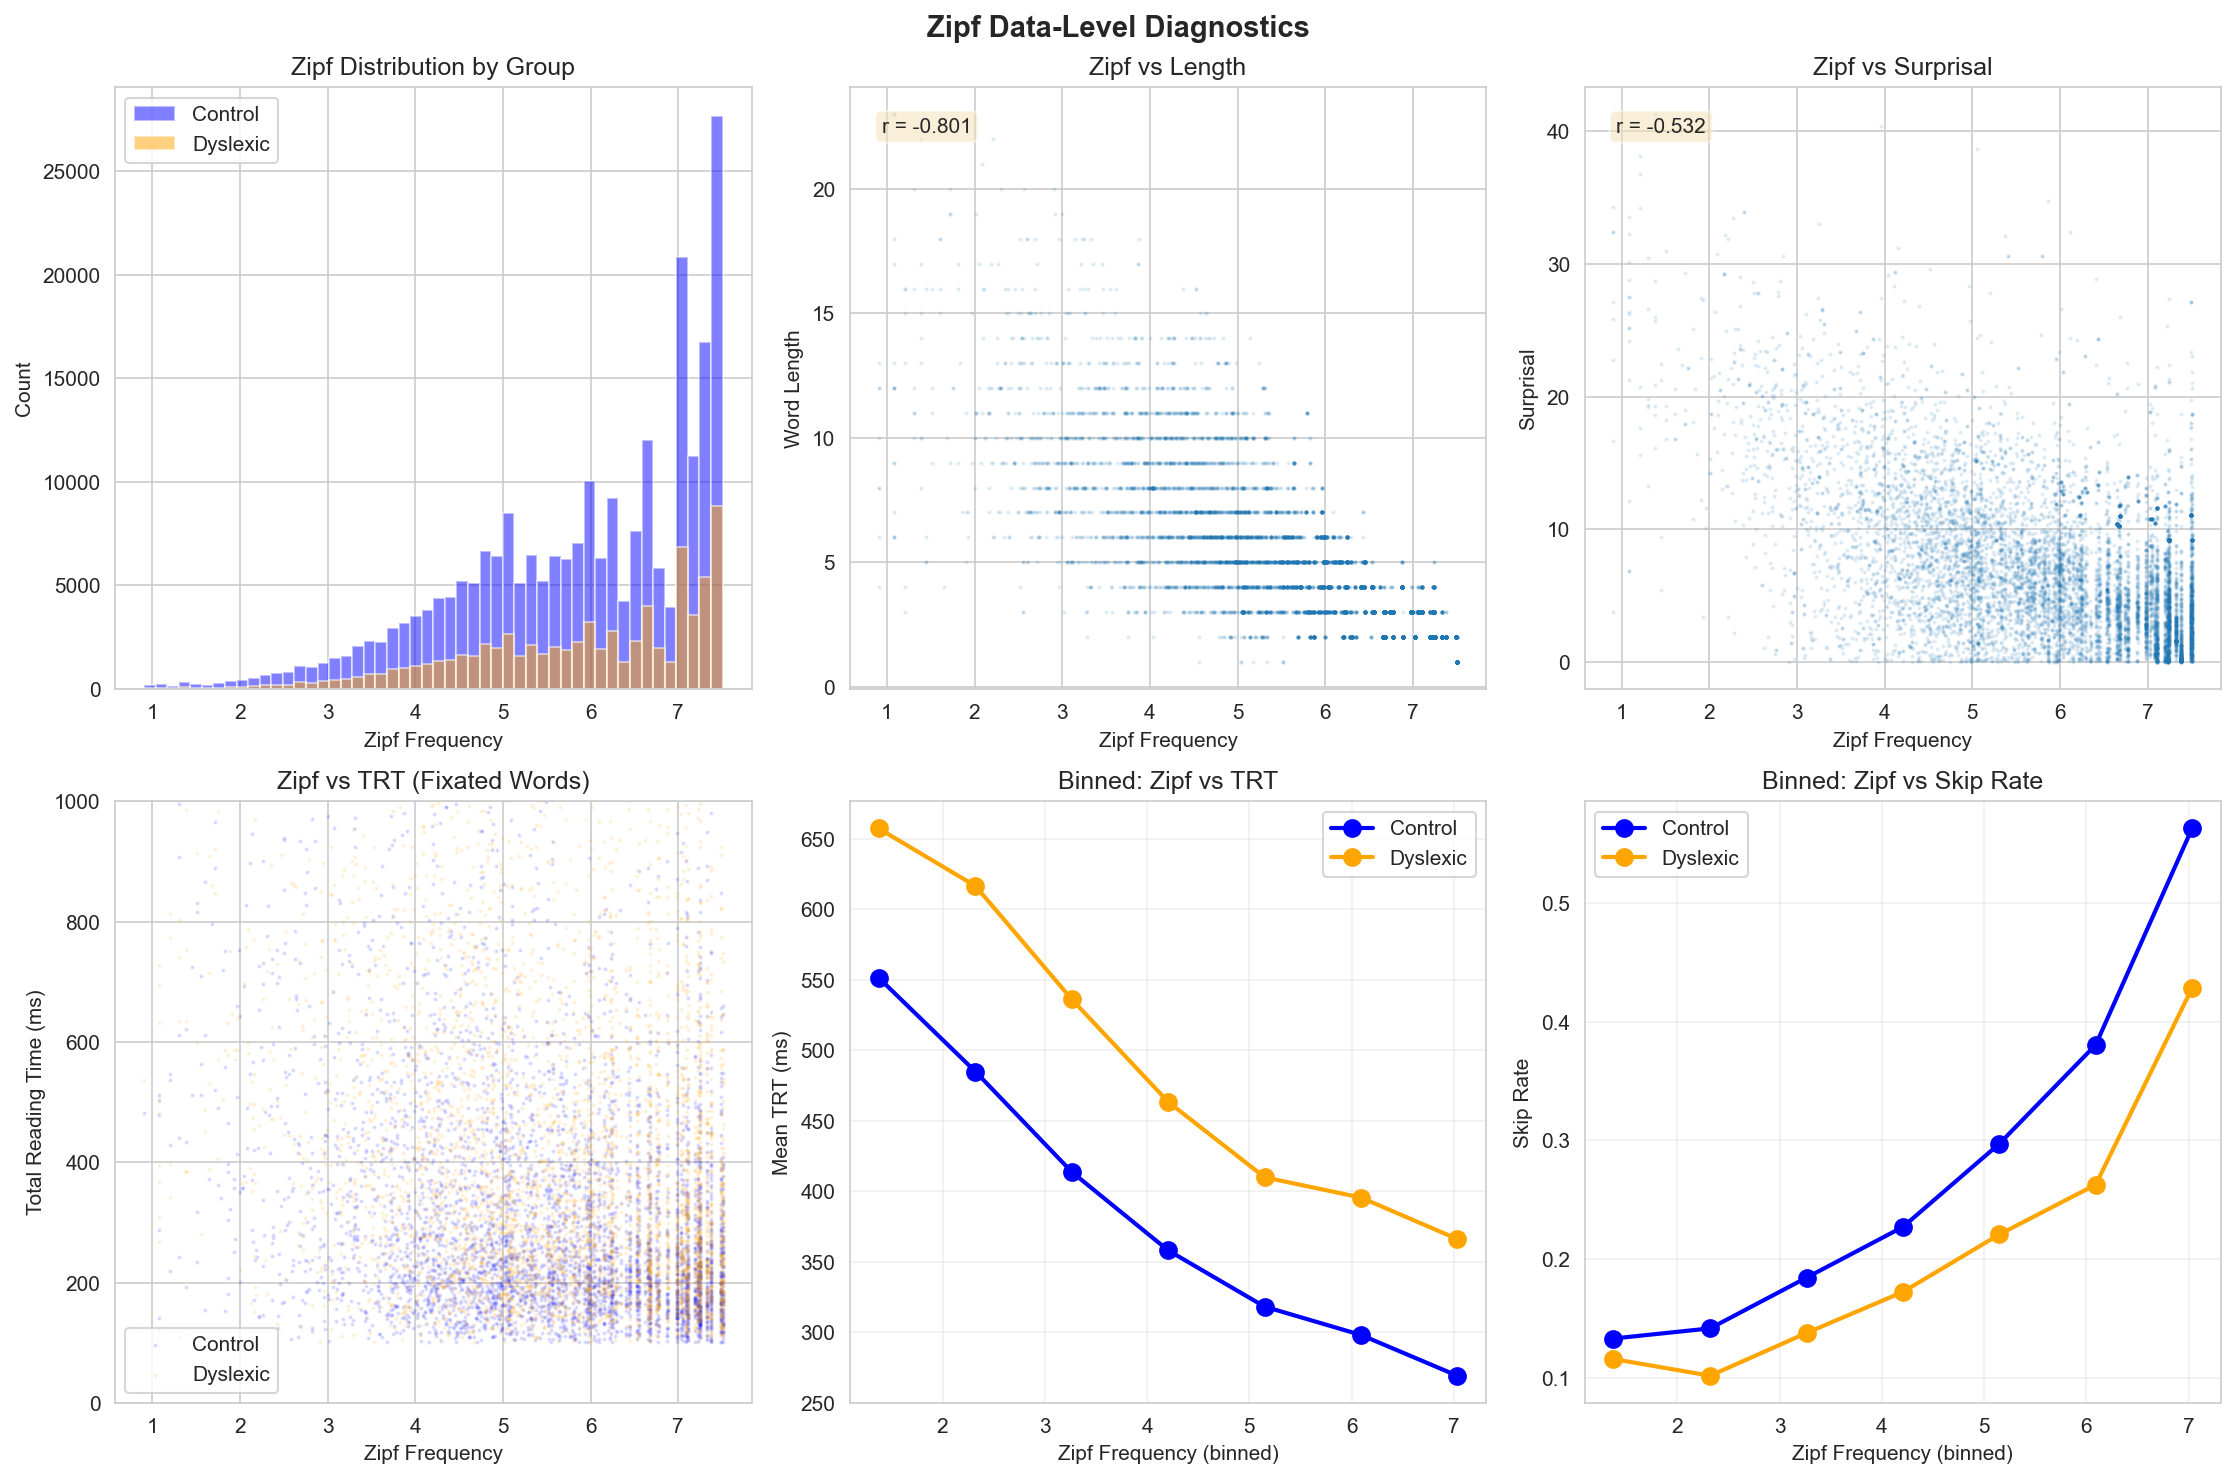 Zipf Data-Level Diagnostics
Zipf Distribution by Group
Control
Dyslexic
Count
25000
20000
15000
10000
5000
0
1 2 3 4 5 6 7
Zipf Frequency
Zipf vs Length
r = -0.801
Word Length
20
15
10
5
0
1 2 3 4 5 6 7
Zipf Frequency
Zipf vs Surprisal
r = -0.532
Surprisal
40
30
20
10
0
1 2 3 4 5 6 7
Zipf Frequency
Zipf vs TRT (Fixated Words)
Total Reading Time (ms)
1000
800
600
400
200
0
Control
Dyslexic
1 2 3 4 5 6 7
Zipf Frequency
Binned: Zipf vs TRT
Control
Dyslexic
Mean TRT (ms)
650
600
550
500
450
400
350
300
250
2 3 4 5 6 7
Zipf Frequency (binned)
Binned: Zipf vs Skip Rate
Control
Dyslexic
Skip Rate
0.5
0.4
0.3
0.2
0.1
2 3 4 5 6 7
Zipf Frequency (binned)